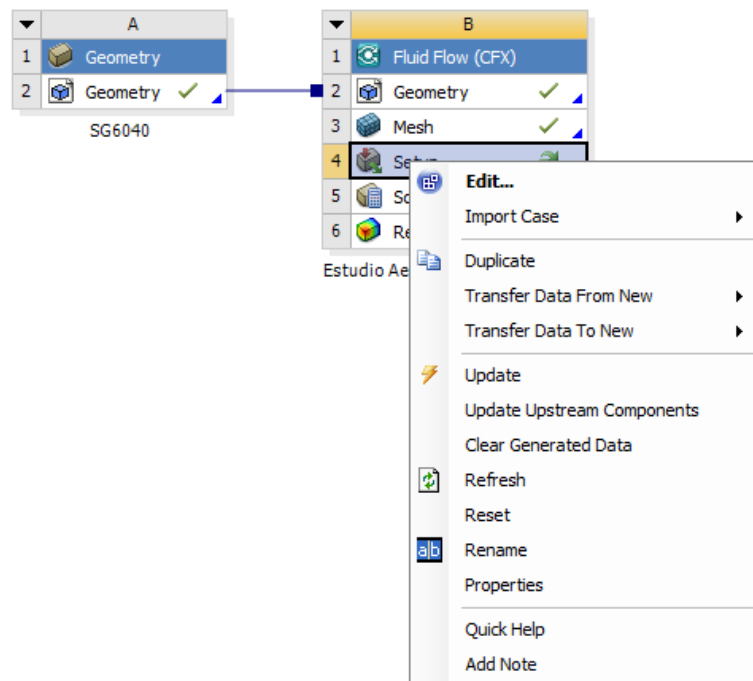 A
1 Geometry
2 Geometry
SG6040
B
1 Fluid Flow (CFX)
2 Geometry
3 Mesh
4
5
6
Estudio
Edit...
Import Case
Duplicate
Transfer Data From New
Transfer Data To New
Update
Update Upstream Components
Clear Generated Data
Refresh
Reset
a|b Rename
Properties
Quick Help
Add Note